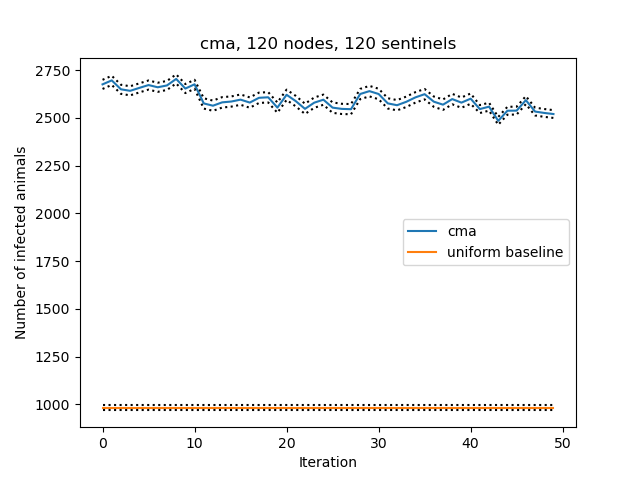 cma, 120 nodes, 120 sentinels
Number of infected animals
2750
2500
2250
2000
1750
1500
1250
1000
cma
uniform baseline
0 10 20 30 40 50
Iteration